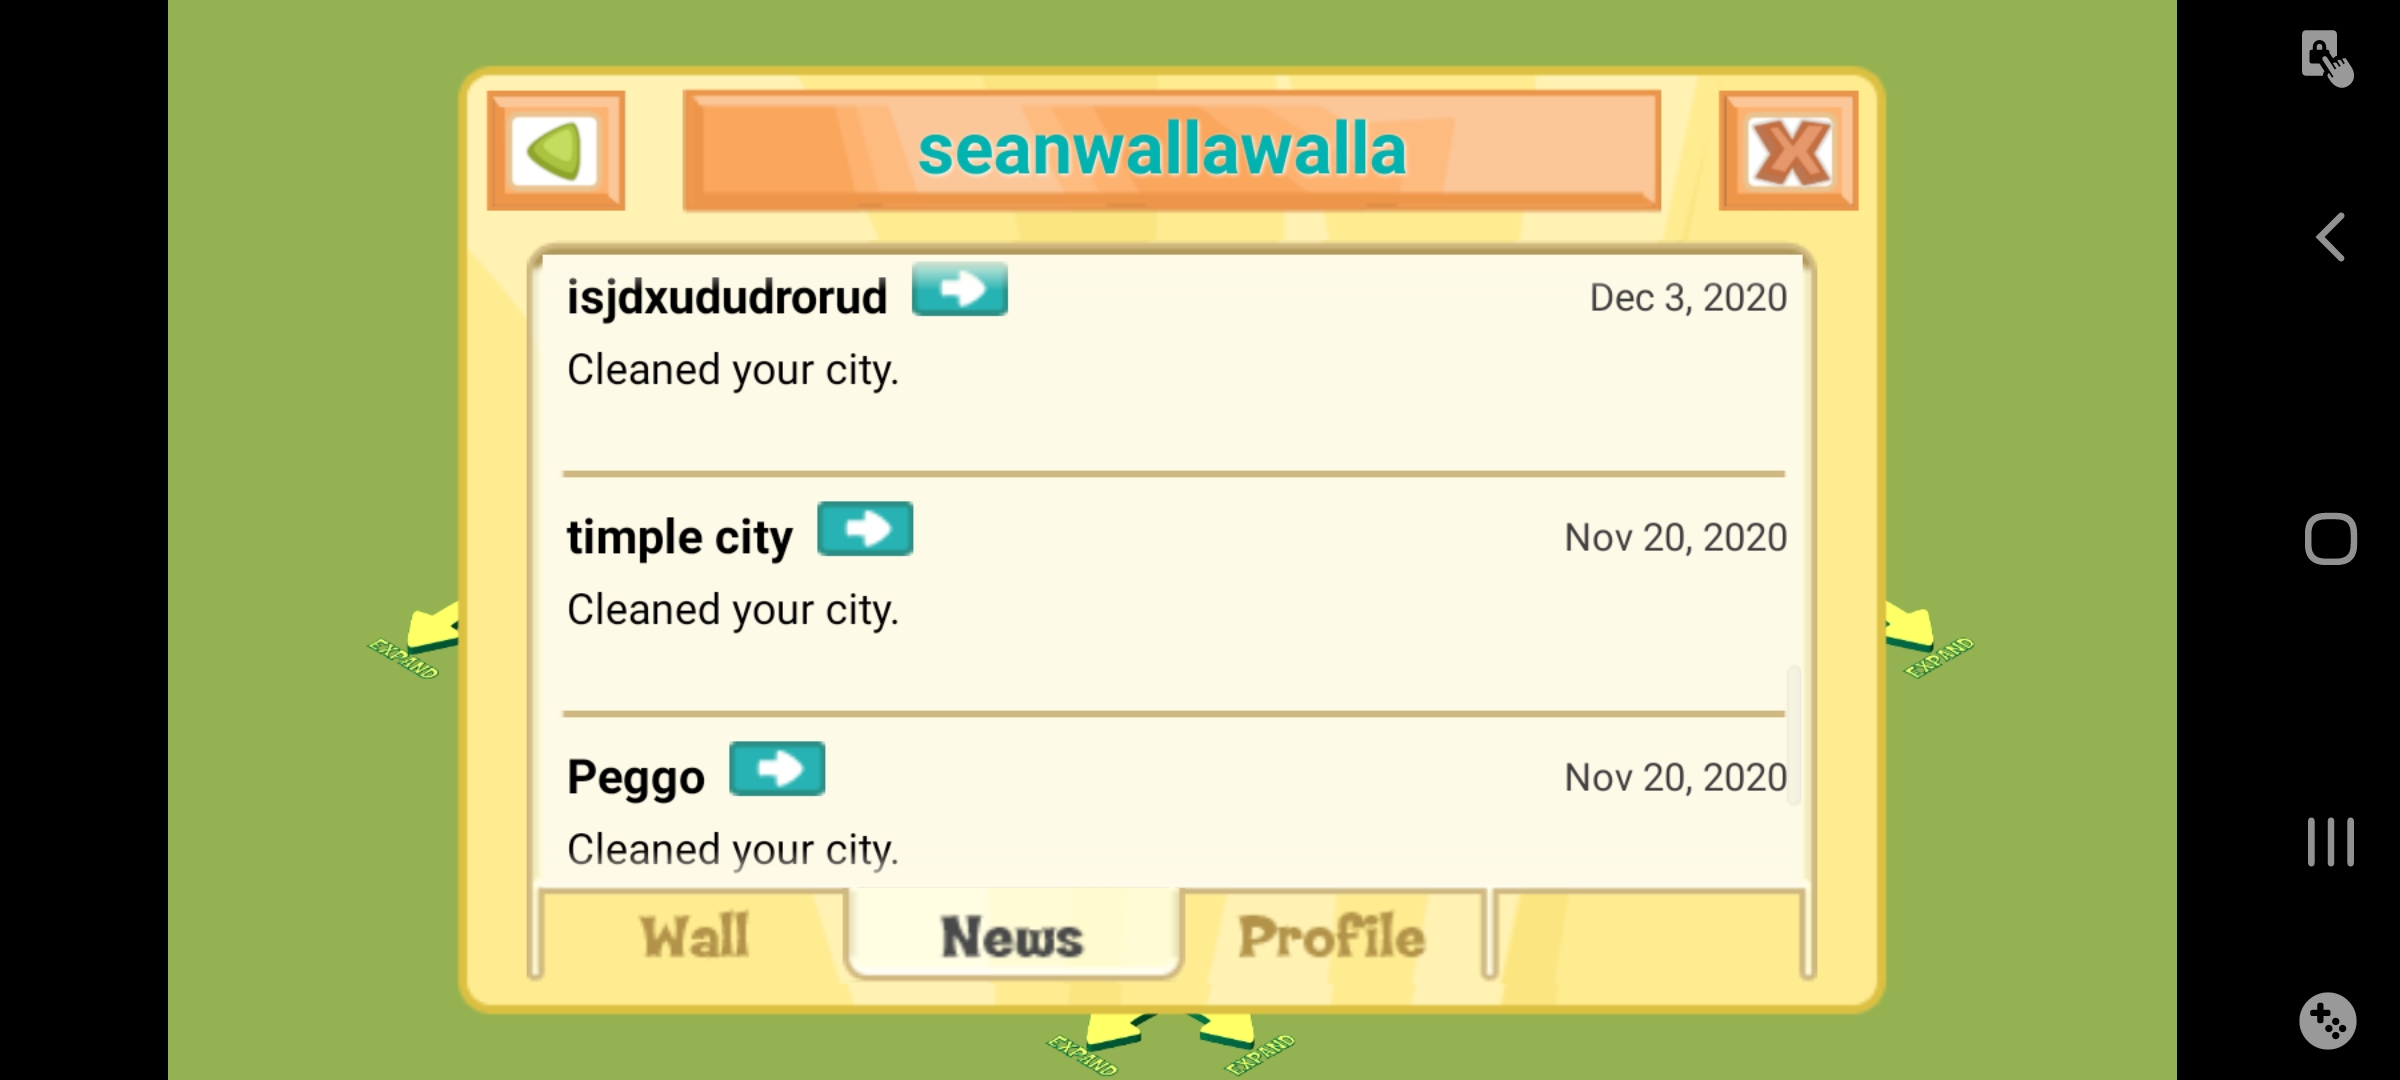 seanwallawalla
isjdxududrorud
Dec 3, 2020
Cleaned your city.
timple city
Nov 20, 2020
Cleaned your city.
Peggo
Nov 20, 2020
Cleaned your city.
EXPAND
EXPAND
Wall
News
Profile
EXPAND
EXPAND